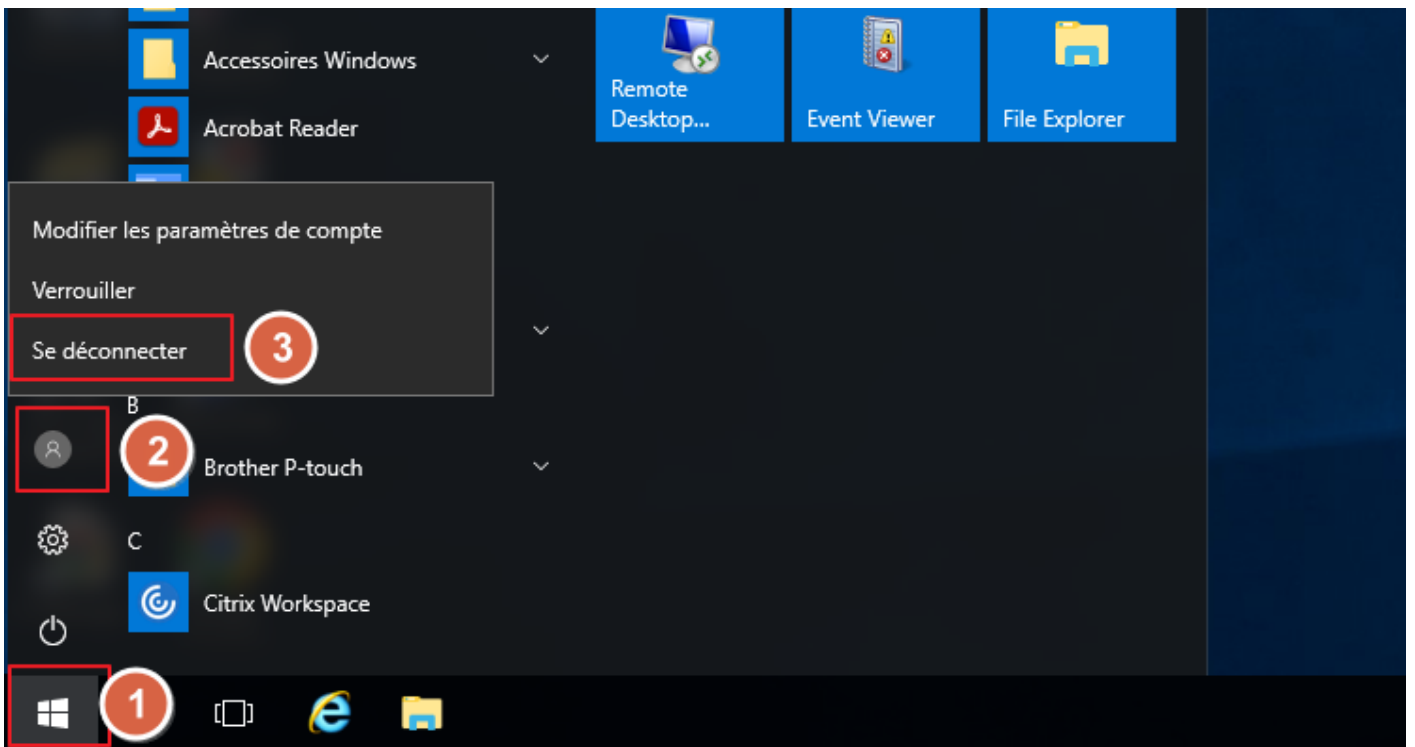 Accessoires Windows
Remote
Desktop...
Event Viewer
File Explorer
Acrobat Reader
Modifier les paramètres de compte
Verrouiller
Se déconnecter
3
B
2
Brother P-touch
C
Citrix Workspace
1